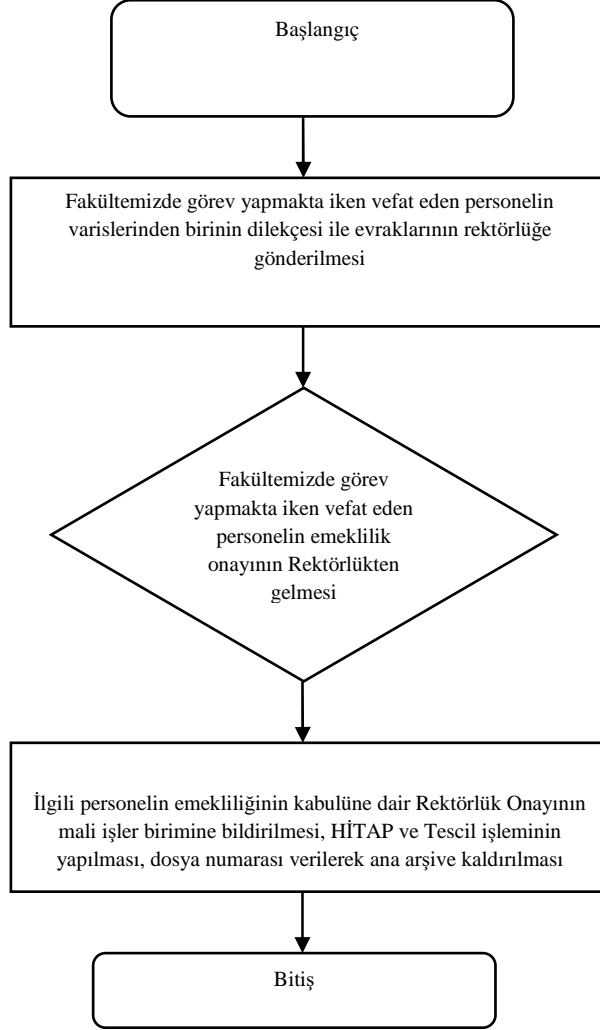 Başlangıç
Fakültemizde görev yapmakta iken vefat eden personelin
varislerinden birinin dilekçesi ile evraklarının rektörlüğe
gönderilmesi
Fakültemizde görev
yapmakta iken vefat eden
personelin emeklilik
onayının Rektörlükten
gelmesi
İlgili personelin emekliliğinin kabulüne dair Rektörlük Onayının
mali işler birimine bildirilmesi, HİTAP ve Tescil işleminin
yapılması, dosya numarası verilerek ana arşive kaldırılması
Bitiş